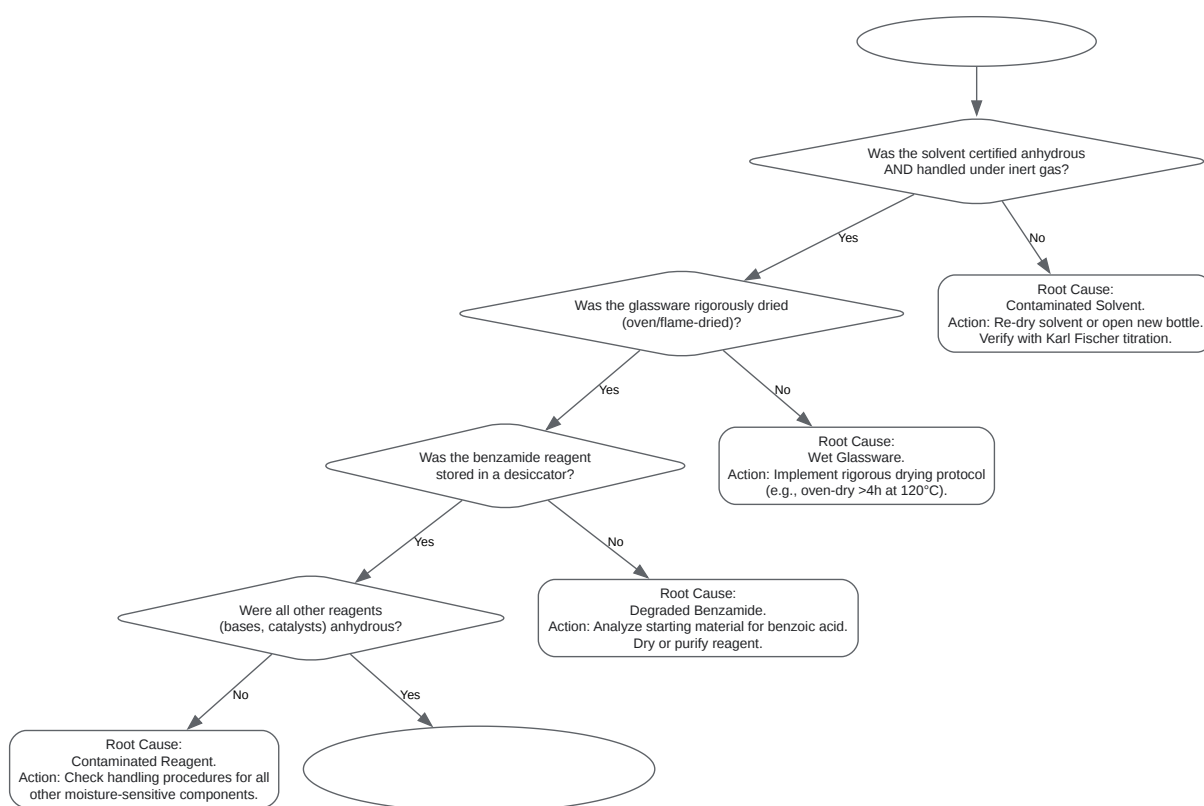 Was the solvent certified anhydrous
AND handled under inert gas?
Yes
No
Root Cause:
Contaminated Solvent.
Action: Re-dry solvent or open new bottle.
Verify with Karl Fischer titration.
Was the glassware rigorously dried
(oven/flame-dried)?
Yes
No
Root Cause:
Wet Glassware.
Action: Implement rigorous drying protocol
(e.g., oven-dry >4h at 120°C).
Was the benzamide reagent
stored in a desiccator?
Yes
No
Root Cause:
Degraded Benzamide.
Action: Analyze starting material for benzoic acid.
Dry or purify reagent.
Were all other reagents
(bases, catalysts) anhydrous?
No
Yes
Root Cause:
Contaminated Reagent.
Action: Check handling procedures for all
other moisture-sensitive components.